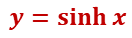 y = sinh x